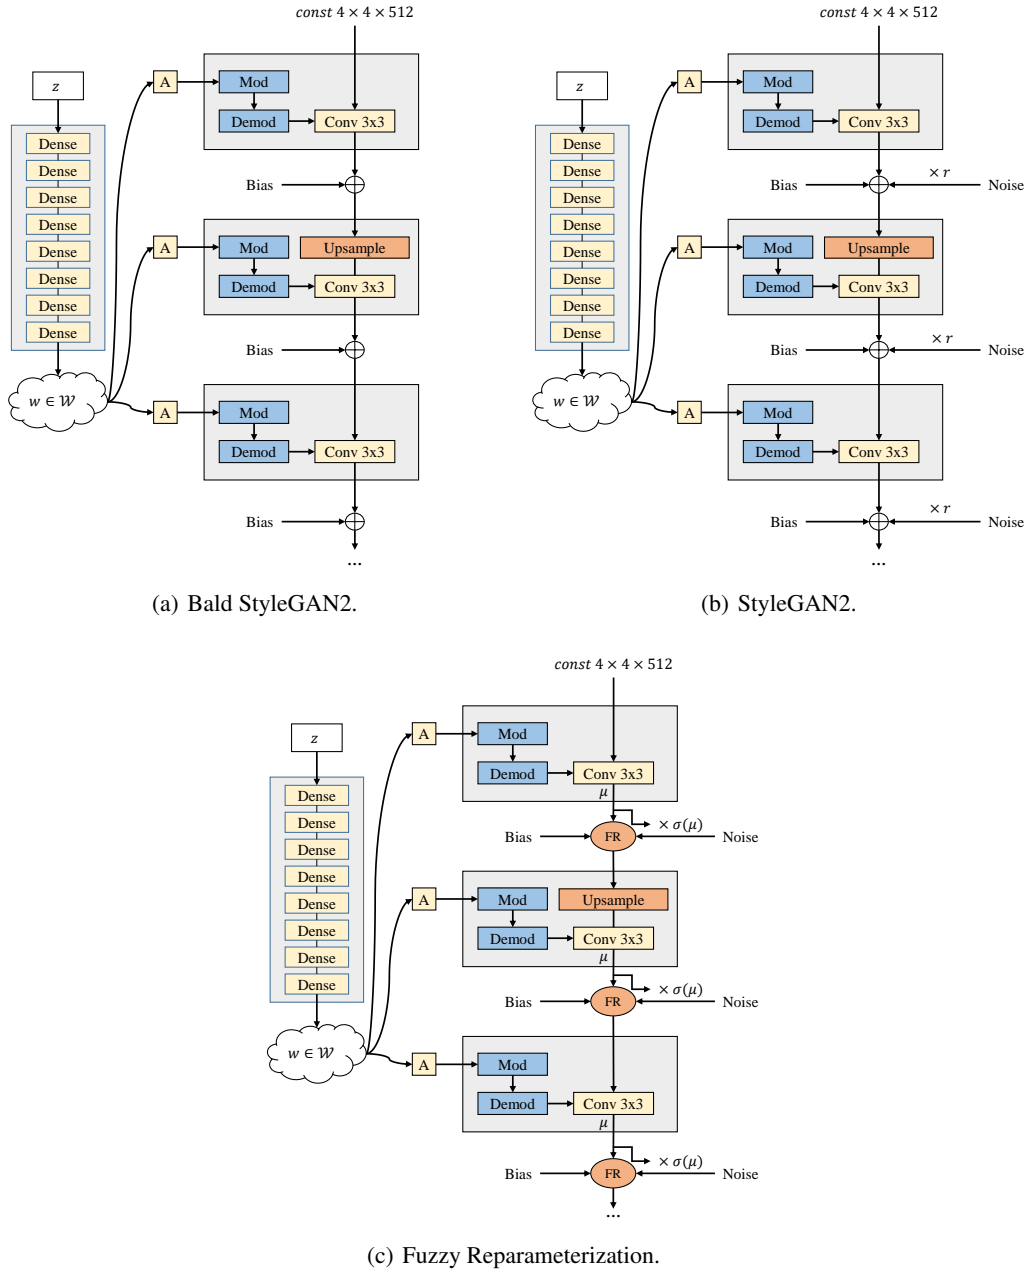 const 4 × 4 × 512
z
A
Mod
Demod
Conv 3x3
Dense
Dense
Dense
Dense
Dense
Dense
Dense
Dense
Bias
A
Mod
Upsample
Demod
Conv 3x3
Bias
w ∈ 𝒲
A
Mod
Demod
Conv 3x3
Bias
...
(a) Bald StyleGAN2.
const 4 × 4 × 512
z
A
Mod
Demod
Conv 3x3
Dense
Dense
Dense
Dense
Dense
Dense
Dense
Dense
Bias
× r
Noise
A
Mod
Upsample
Demod
Conv 3x3
Bias
× r
Noise
w ∈ 𝒲
A
Mod
Demod
Conv 3x3
Bias
× r
Noise
...
(b) StyleGAN2.
const 4 × 4 × 512
z
A
Mod
Demod
Conv 3x3
μ
Dense
Dense
Dense
Dense
Dense
Dense
Dense
Dense
× σ(μ)
Bias
FR
Noise
A
Mod
Upsample
Demod
Conv 3x3
μ
× σ(μ)
Bias
FR
Noise
w ∈ 𝒲
A
Mod
Demod
Conv 3x3
μ
× σ(μ)
Bias
FR
Noise
...
(c) Fuzzy Reparameterization.